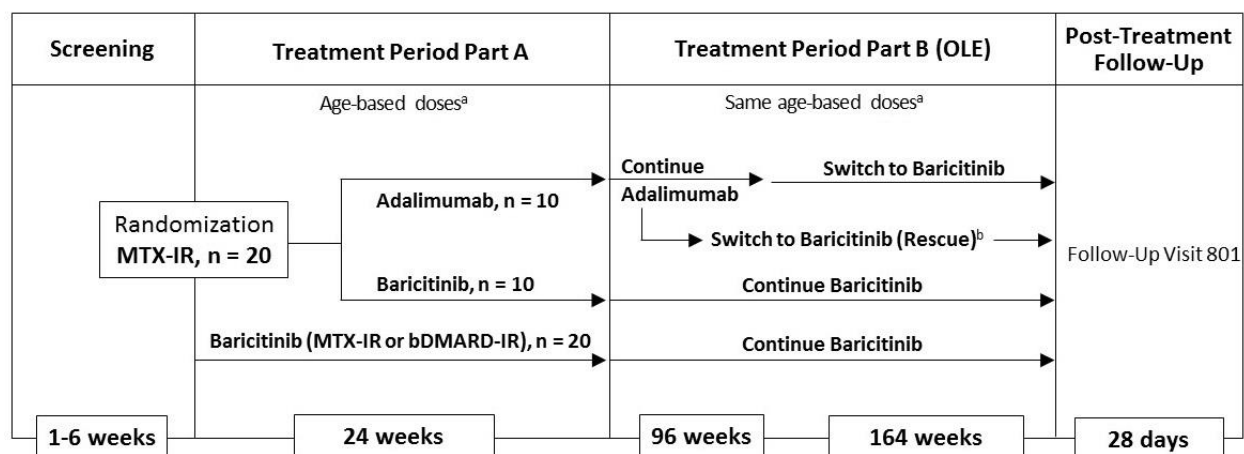 Screening
Treatment Period Part A
Treatment Period Part B (OLE)
Post-Treatment
Follow-Up
Age-based dosesᵃ
Same age-based dosesᵃ
Randomization
MTX-IR, n = 20
Adalimumab, n = 10
Continue
Adalimumab
Switch to Baricitinib
Switch to Baricitinib (Rescue)ᵇ
Baricitinib, n = 10
Continue Baricitinib
Baricitinib (MTX-IR or bDMARD-IR), n = 20
Continue Baricitinib
Follow-Up Visit 801
1-6 weeks
24 weeks
96 weeks
164 weeks
28 days